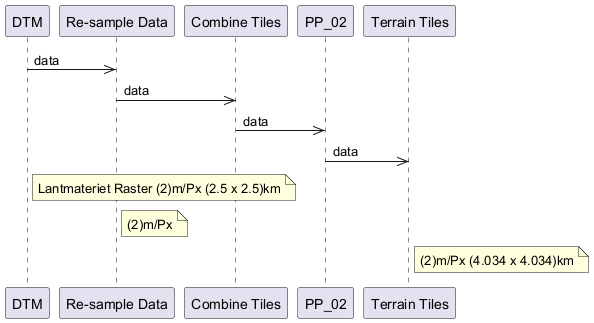 DTM Re-sample Data Combine Tiles PP_02 Terrain Tiles
data
data
data
data
Lantmateriet Raster (2)m/Px (2.5 x 2.5)km
(2)m/Px
(2)m/Px (4.034 x 4.034)km
DTM Re-sample Data Combine Tiles PP_02 Terrain Tiles